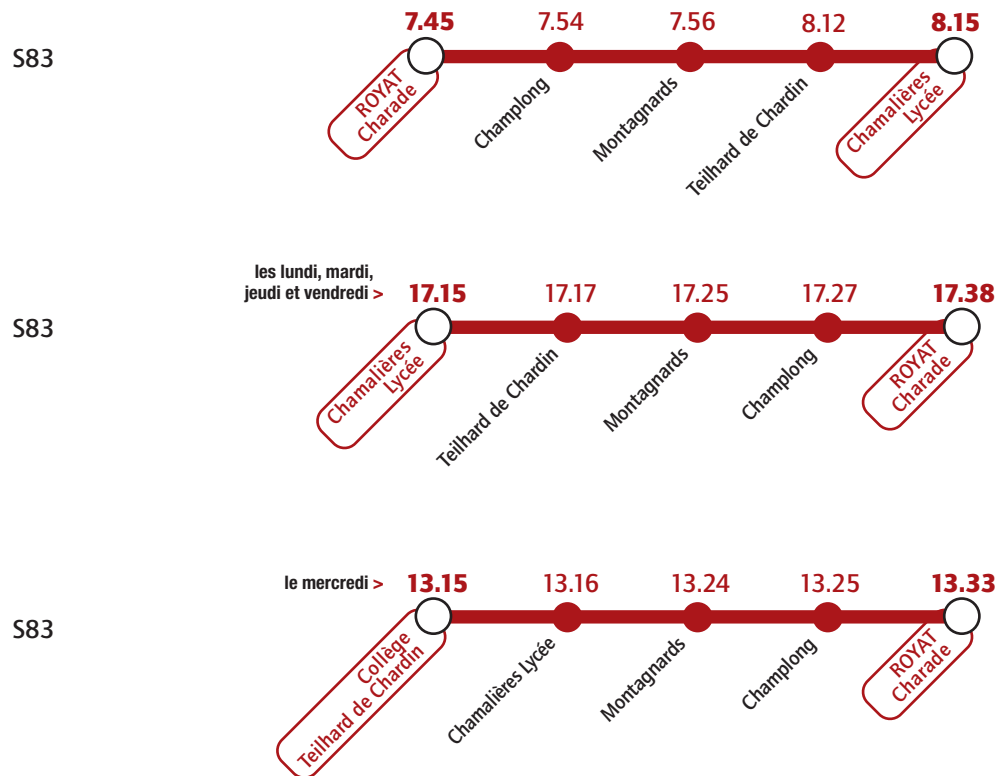 S83
7.45 7.54 7.56 8.12 8.15
ROYAT
Charade
Champlong
Montagnards
Teilhard de Chardin
Chamalières
Lycée
les lundi, mardi,
jeudi et vendredi >
S83
17.15 17.17 17.25 17.27 17.38
Chamalières
Lycée
Teilhard de Chardin
Montagnards
Champlong
ROYAT
Charade
le mercredi >
S83
13.15 13.16 13.24 13.25 13.33
Collège
Teilhard de Chardin
Chamalières Lycée
Montagnards
Champlong
ROYAT
Charade